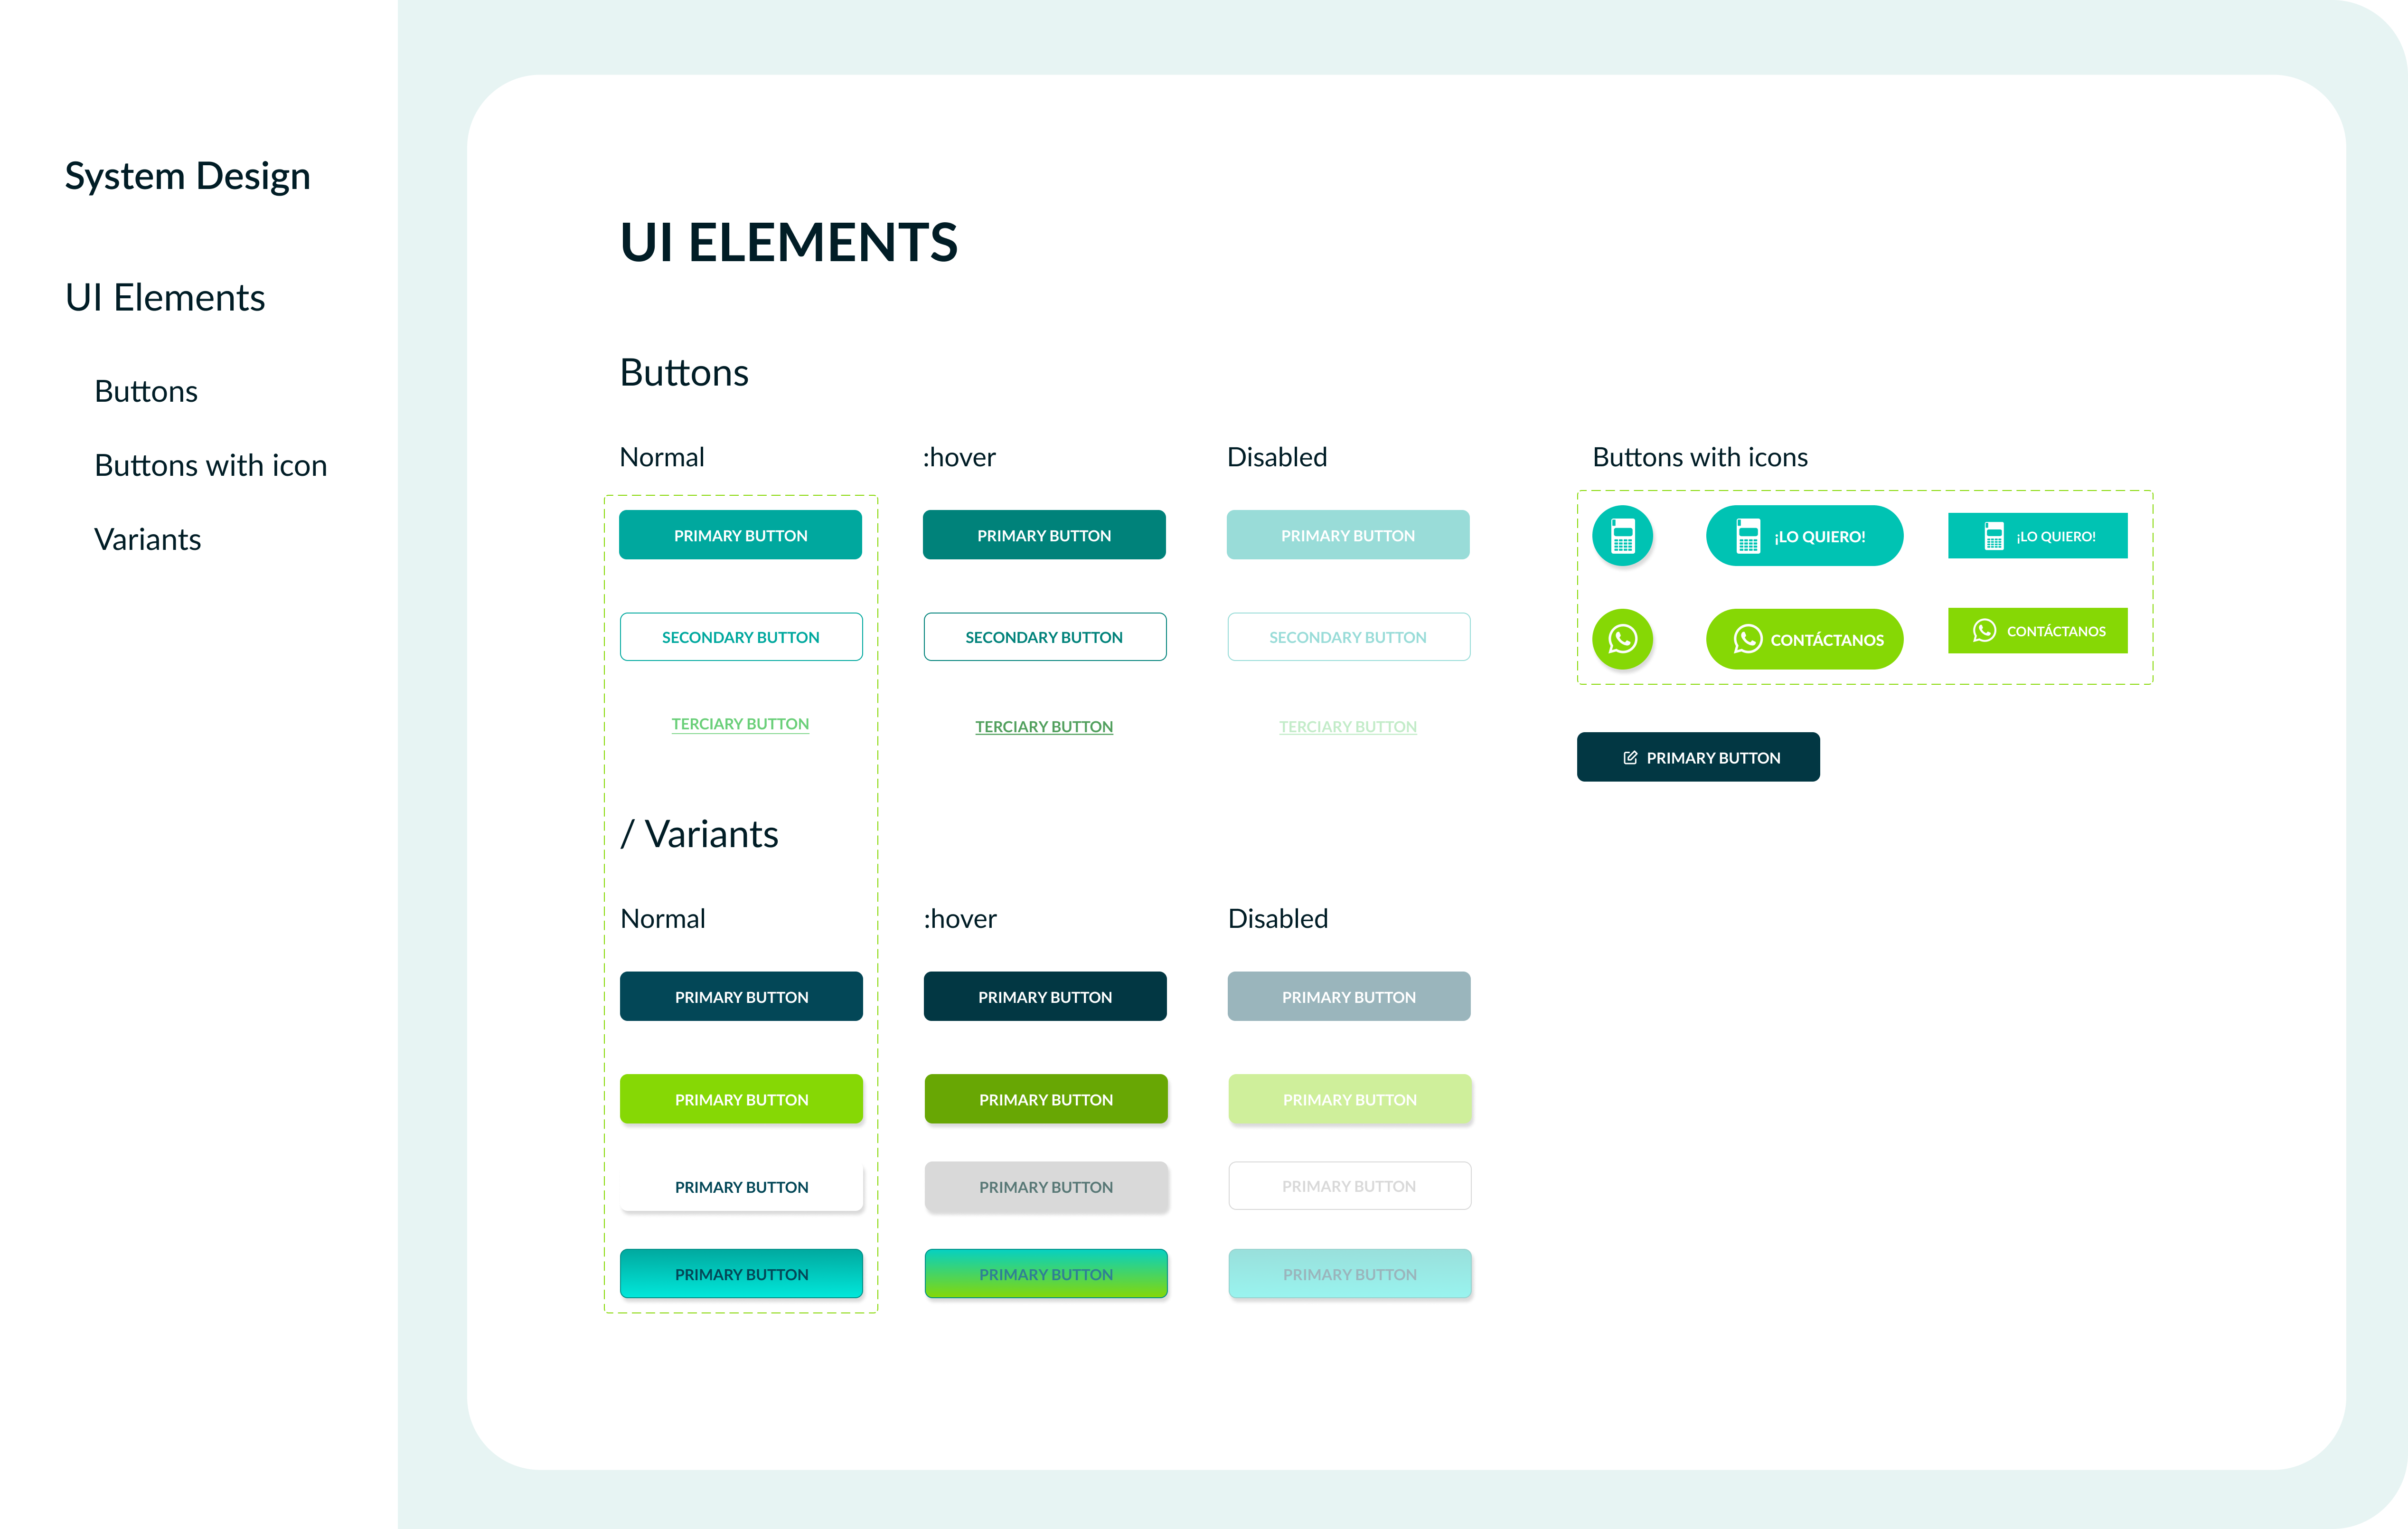 System Design
UI Elements
Buttons
Buttons with icon
Variants
UI ELEMENTS
Buttons
Normal
:hover
Disabled
Buttons with icons
PRIMARY BUTTON
PRIMARY BUTTON
PRIMARY BUTTON
¡LO QUIERO!
¡LO QUIERO!
SECONDARY BUTTON
SECONDARY BUTTON
SECONDARY BUTTON
CONTÁCTANOS
CONTÁCTANOS
TERCIARY BUTTON
TERCIARY BUTTON
TERCIARY BUTTON
PRIMARY BUTTON
/ Variants
Normal
:hover
Disabled
PRIMARY BUTTON
PRIMARY BUTTON
PRIMARY BUTTON
PRIMARY BUTTON
PRIMARY BUTTON
PRIMARY BUTTON
PRIMARY BUTTON
PRIMARY BUTTON
PRIMARY BUTTON
PRIMARY BUTTON
PRIMARY BUTTON
PRIMARY BUTTON